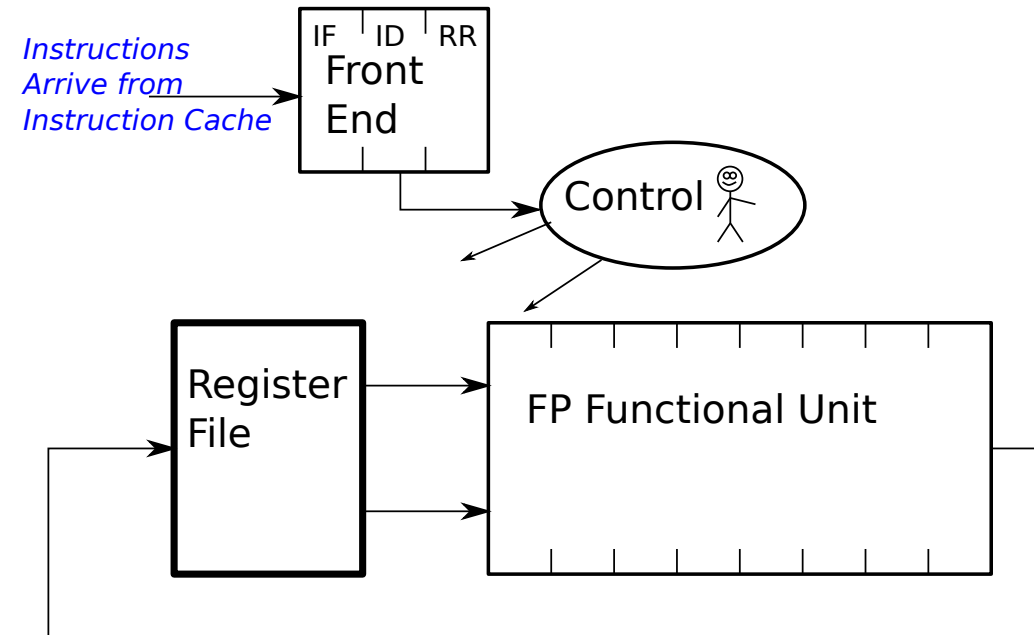 Instructions
Arrive from
Instruction Cache
IF ID RR
Front
End
Control
Register
File
FP Functional Unit